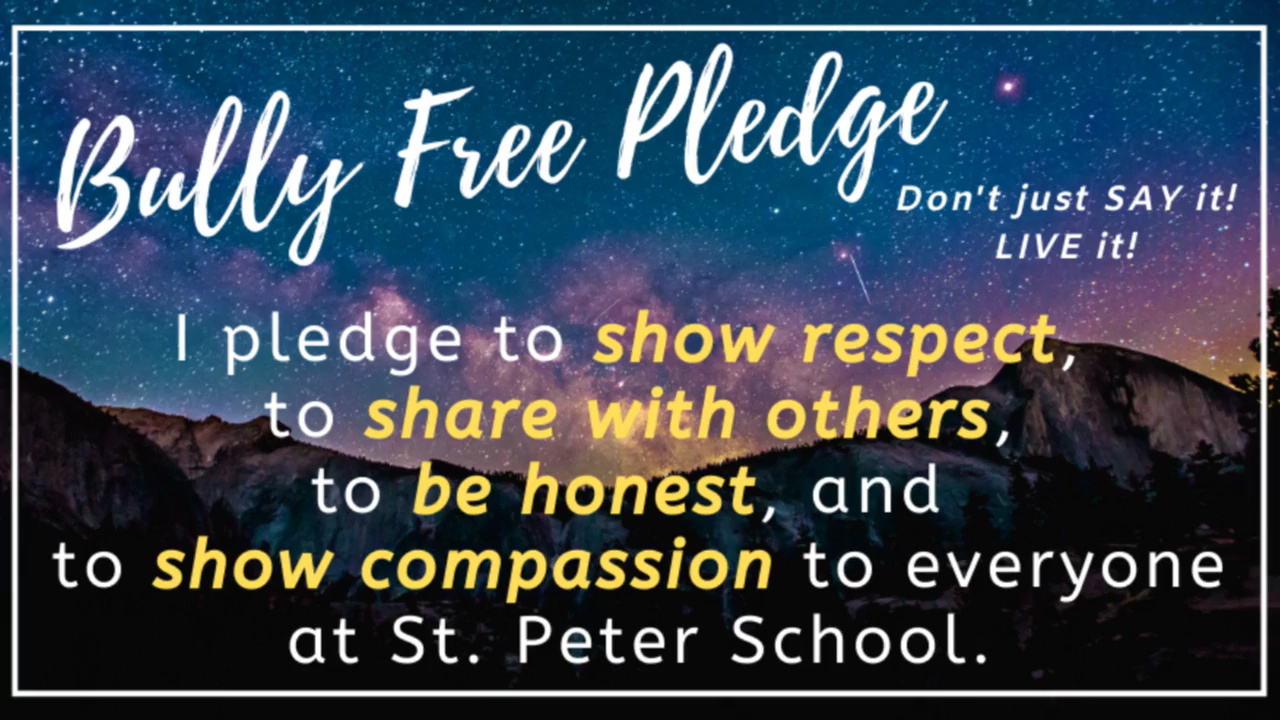 Bully Free Pledge
Don't just SAY it!
LIVE it!
I pledge to show respect,
to share with others,
to be honest, and
to show compassion to everyone
at St. Peter School.